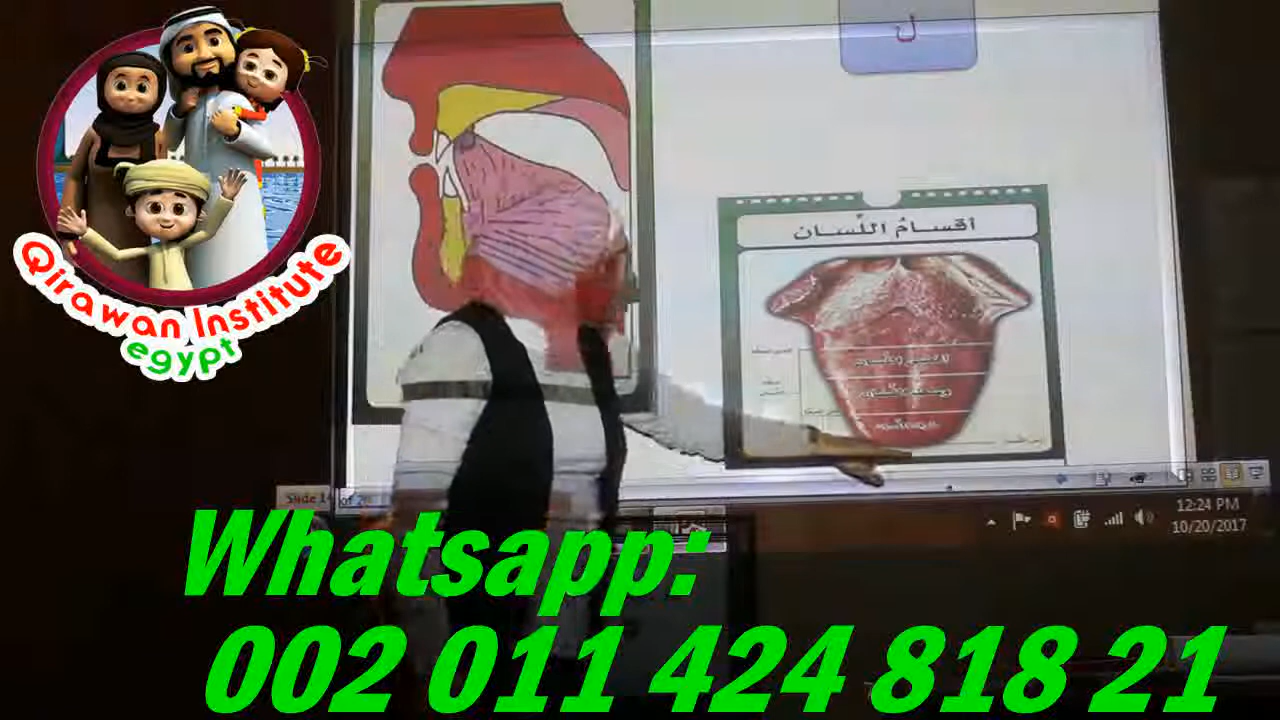 ل
أقسامُ اللِّسان
Qirawan Institute
egypt
12:24 PM
10/20/2017
Whatsapp:
002 011 424 818 21